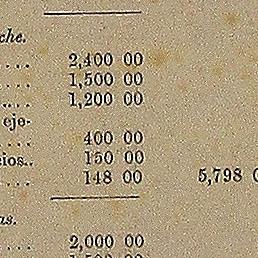 che.
.... 2,400 00
.... 1,500 00
.... 1,200 00
eje-
.... 400 00
cios.. 150 00
.... 148 00 5,798
as.
.... 2,000 00